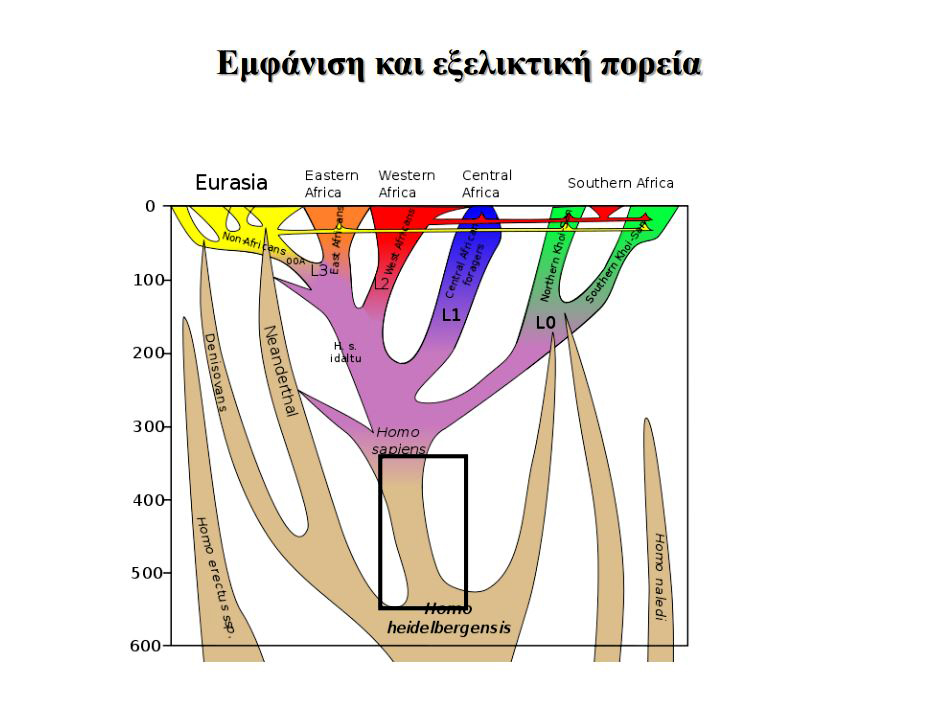 Εμφάνιση και εξελικτική πορεία
Eurasia
Eastern
Africa
Western
Africa
Central
Africa
Southern Africa
0
100
200
300
400
500
600
Non-Africans
OOA
L3
East Africans
L2
West Africans
Central African
foragers
L1
Northern Khoi-San
Southern Khoi-San
L0
H. s.
idaltu
Denisovans
Neanderthal
Homo
sapiens
Homo erectus ssp.
Homo
heidelbergensis
Homo naledi